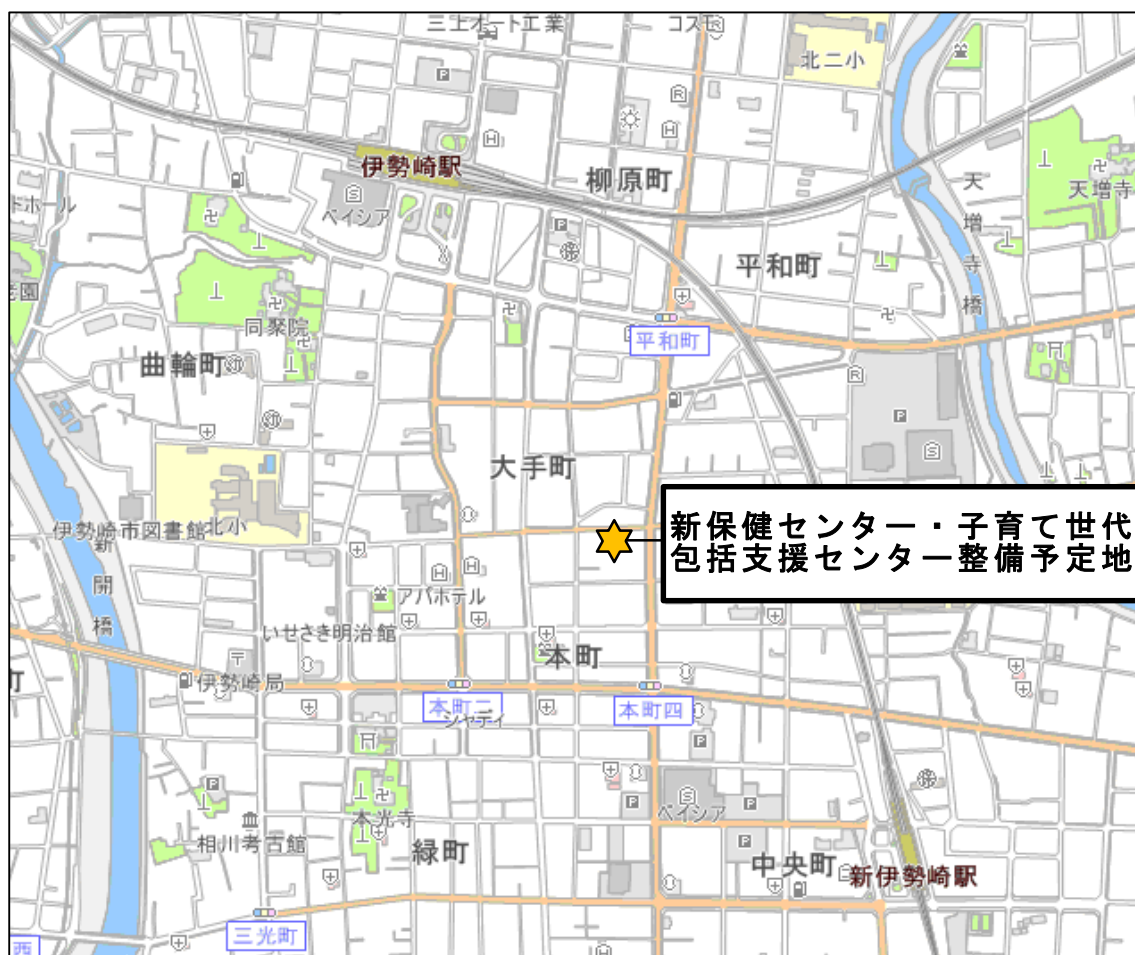 三上オート工業
コスモ
北二小
伊勢崎駅
柳原町
ベイシア
天増寺
天増寺橋
平和町
同聚院
平和町
曲輪町
大手町
新保健センター・子育て世代
包括支援センター整備予定地
伊勢崎市図書館
北小
新開橋
アパホテル
いせさき明治館
本町
伊勢崎局
町
本町二
本町四
シャディ
ベイシア
本光寺
相川考古館
緑町
中央町
新伊勢崎駅
三光町
西